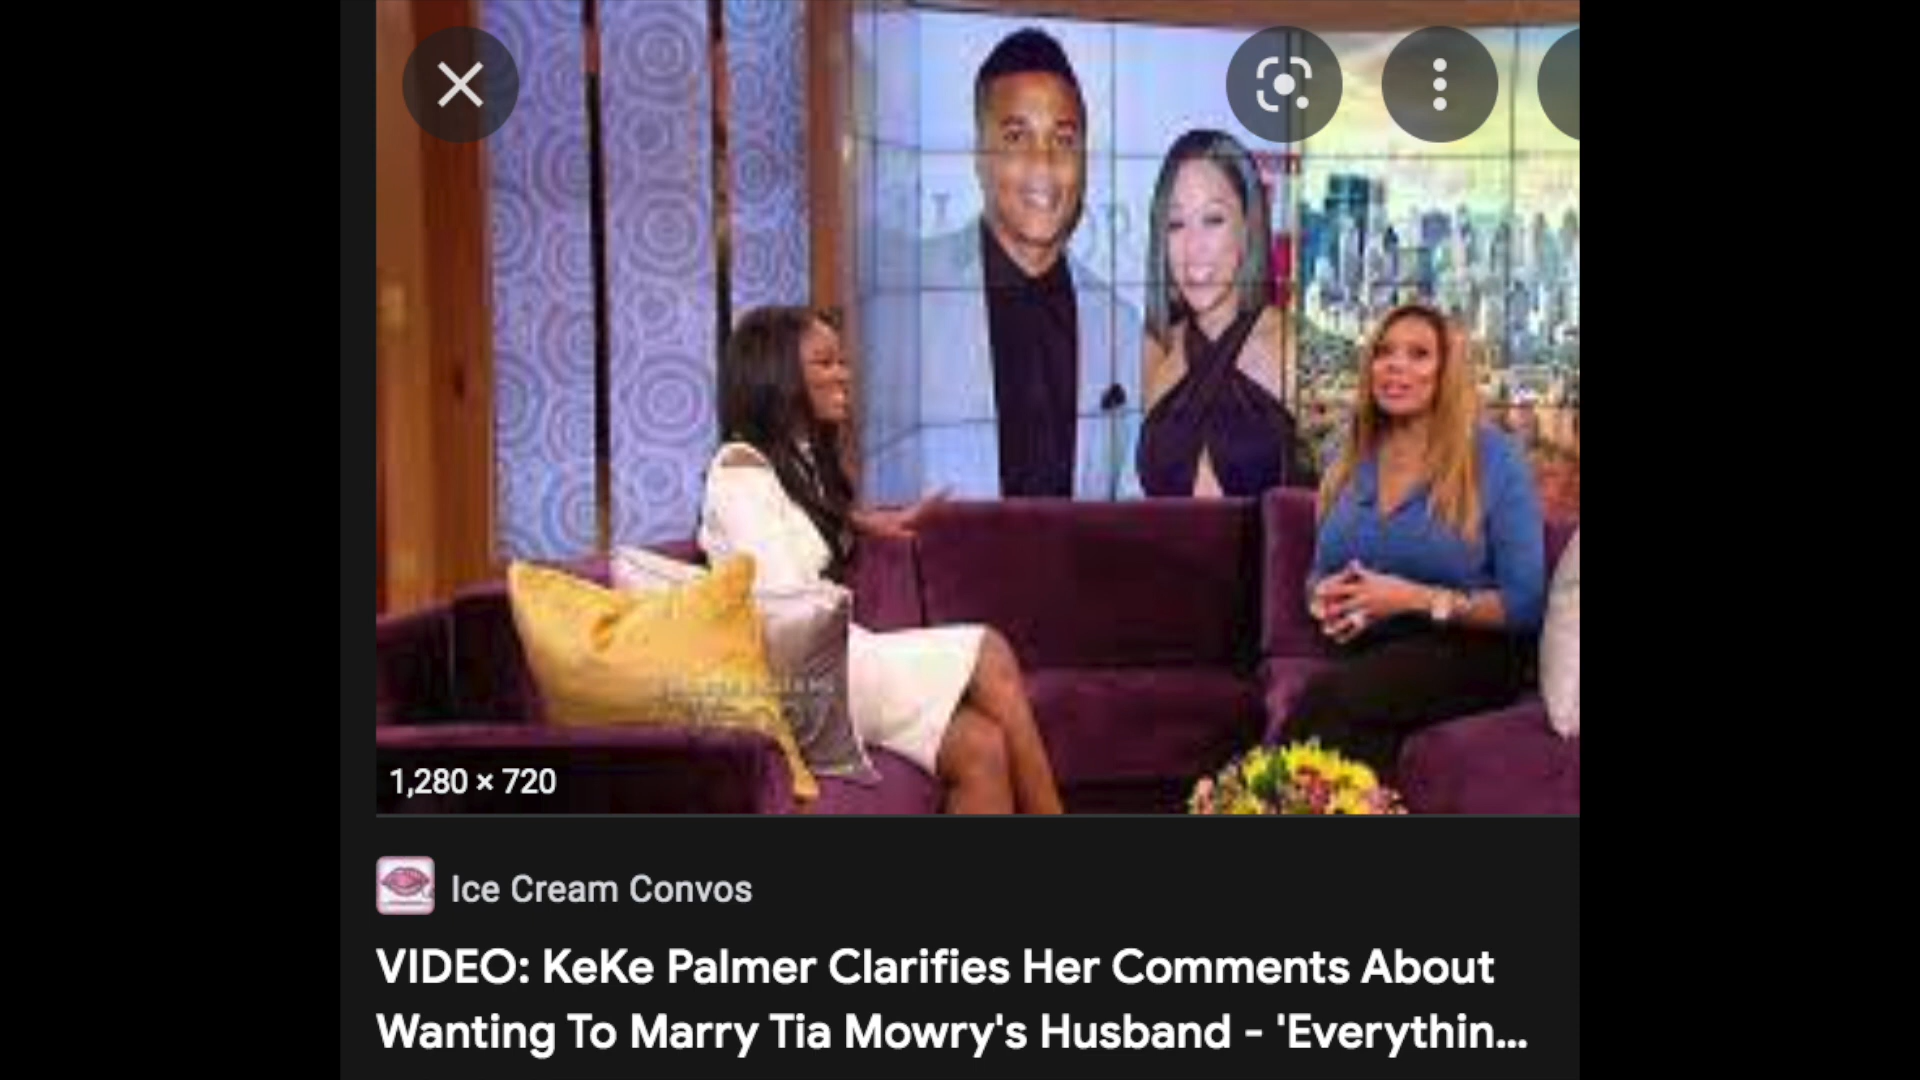 1,280 × 720
Ice Cream Convos
VIDEO: KeKe Palmer Clarifies Her Comments About
Wanting To Marry Tia Mowry's Husband - 'Everythin...